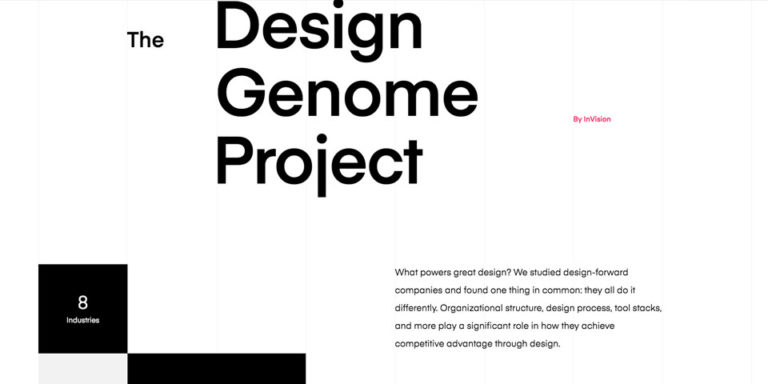 The
Design
Genome
Project
By InVision
8
Industries
What powers great design? We studied design-forward
companies and found one thing in common: they all do it
differently. Organizational structure, design process, tool stacks,
and more play a significant role in how they achieve
competitive advantage through design.